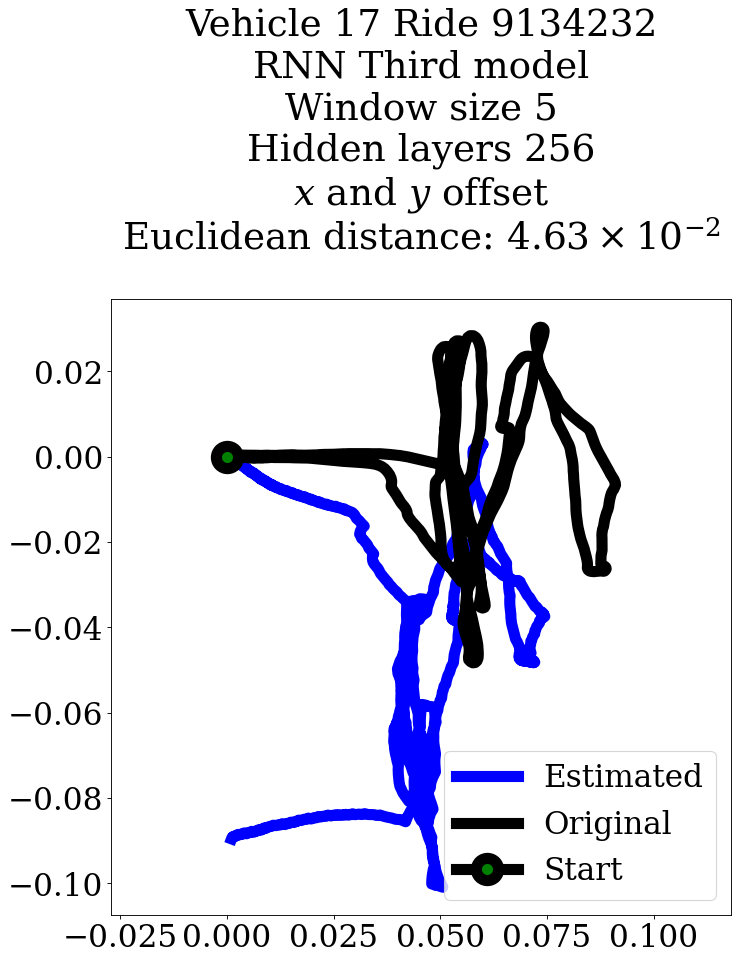 Vehicle 17 Ride 9134232
RNN Third model
Window size 5
Hidden layers 256
x and y offset
Euclidean distance: 4.63 × 10⁻²
0.02
0.00
−0.02
−0.04
−0.06
−0.08
−0.10
Estimated
Original
Start
−0.025 0.000 0.025 0.050 0.075 0.100